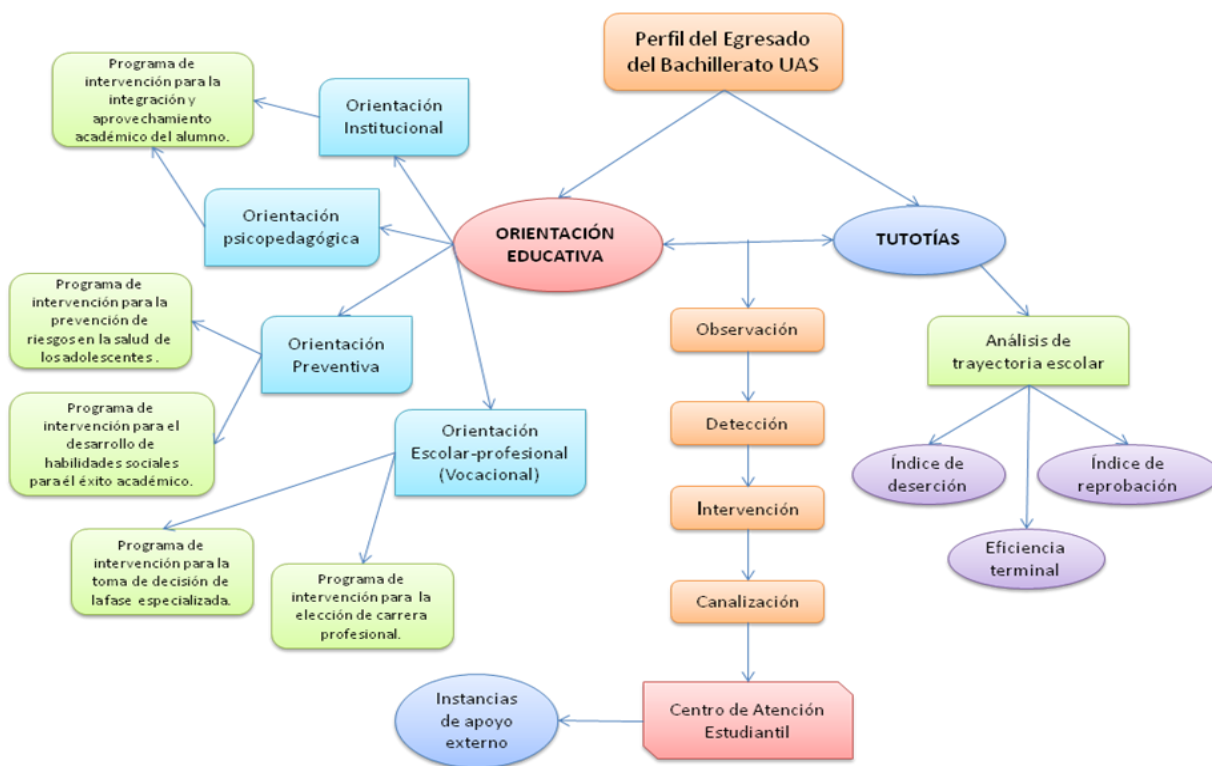 Perfil del Egresado
del Bachillerato UAS
Programa de
intervención para la
integración y
aprovechamiento
académico del alumno.
Orientación
Institucional
Orientación
psicopedagógica
ORIENTACIÓN
EDUCATIVA
TUTOTÍAS
Programa de
intervención para la
prevención de
riesgos en la salud de
los adolescentes .
Orientación
Preventiva
Observación
Análisis de
trayectoria escolar
Programa de
intervención para el
desarrollo de
habilidades sociales
para él éxito académico.
Orientación
Escolar-profesional
(Vocacional)
Detección
Índice de
deserción
Índice de
reprobación
Intervención
Eficiencia
terminal
Programa de
intervención para la
toma de decisión de
la fase especializada.
Programa de
intervención para la
elección de carrera
profesional.
Canalización
Instancias
de apoyo
externo
Centro de Atención
Estudiantil